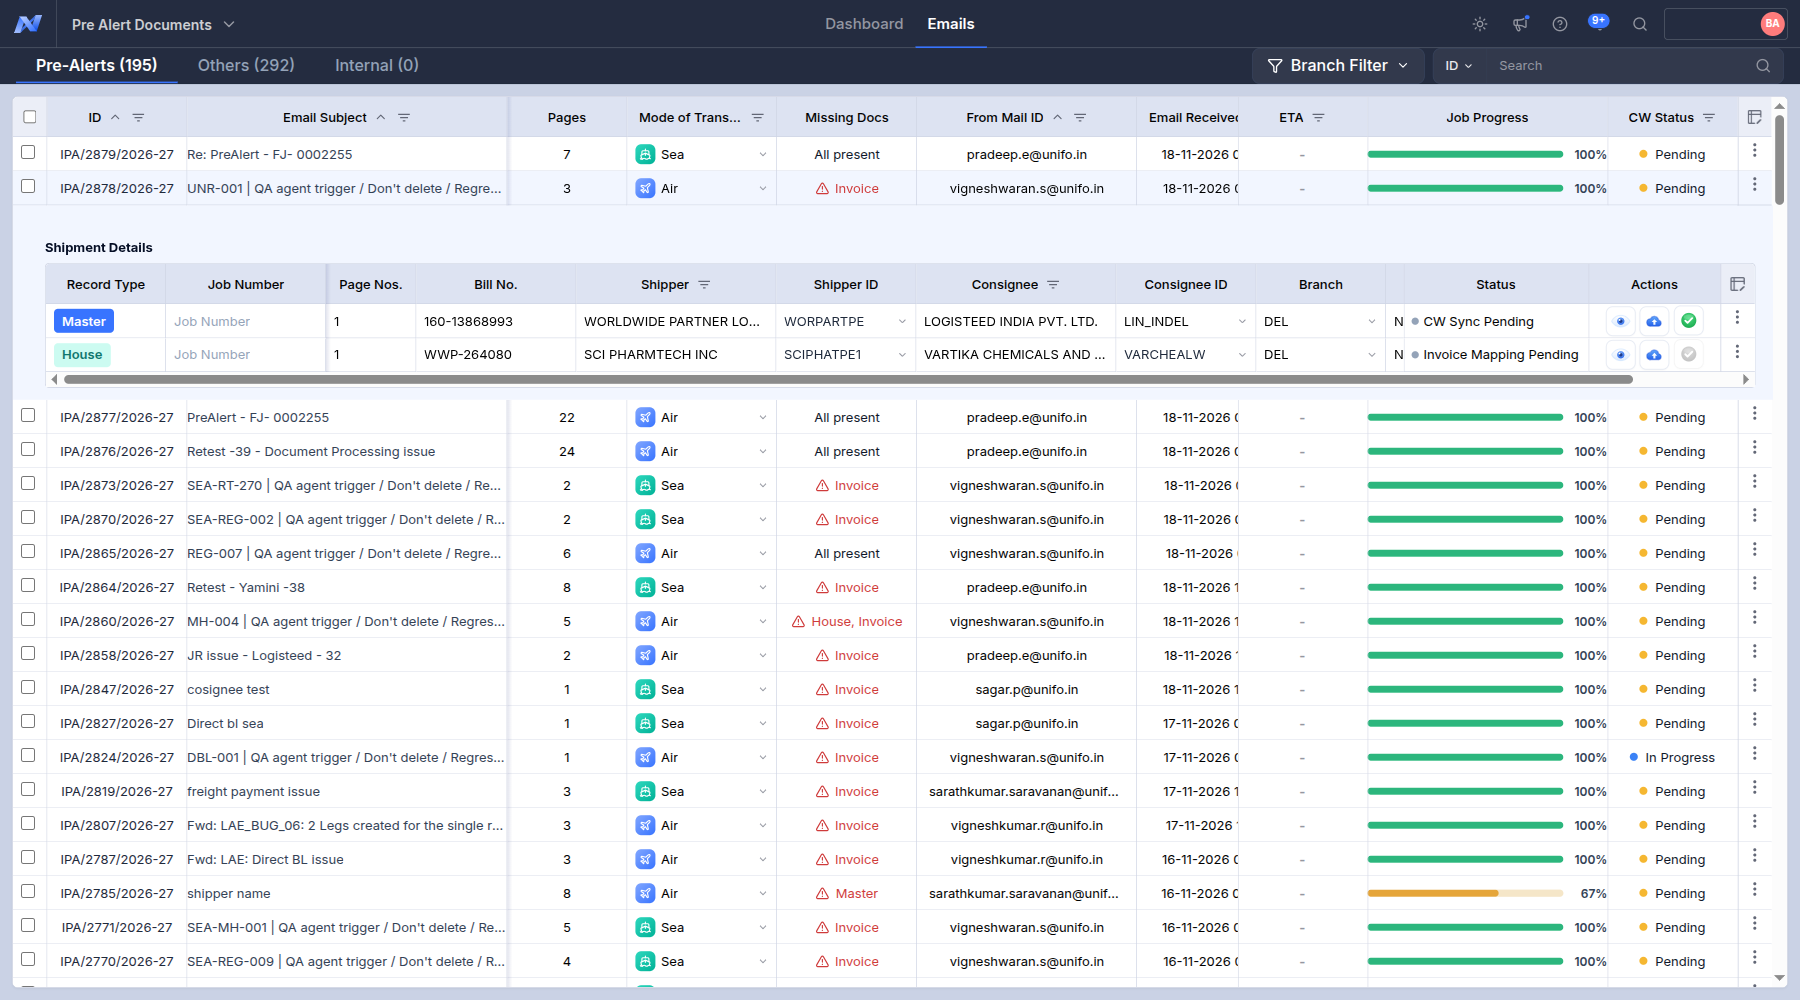 Pre Alert Documents Dashboard Emails 9+ BA
Pre-Alerts (195) Others (292) Internal (0) Branch Filter ID Search
ID Email Subject Pages Mode of Trans... Missing Docs From Mail ID Email Received ETA Job Progress CW Status
IPA/2879/2026-27 Re: PreAlert - FJ- 0002255 7 Sea All present pradeep.e@unifo.in 18-11-2026 0 - 100% Pending
IPA/2878/2026-27 UNR-001 | QA agent trigger / Don't delete / Regre... 3 Air Invoice vigneshwaran.s@unifo.in 18-11-2026 0 - 100% Pending
Shipment Details
Record Type Job Number Page Nos. Bill No. Shipper Shipper ID Consignee Consignee ID Branch Status Actions
Master Job Number 1 160-13868993 WORLDWIDE PARTNER LO... WORPARTPE LOGISTEED INDIA PVT. LTD. LIN_INDEL DEL N CW Sync Pending
House Job Number 1 WWP-264080 SCI PHARMTECH INC SCIPHATPE1 VARTIKA CHEMICALS AND ... VARCHEALW DEL N Invoice Mapping Pending
IPA/2877/2026-27 PreAlert - FJ- 0002255 22 Air All present pradeep.e@unifo.in 18-11-2026 0 - 100% Pending
IPA/2876/2026-27 Retest -39 - Document Processing issue 24 Air All present pradeep.e@unifo.in 18-11-2026 0 - 100% Pending
IPA/2873/2026-27 SEA-RT-270 | QA agent trigger / Don't delete / Re... 2 Sea Invoice vigneshwaran.s@unifo.in 18-11-2026 - 100% Pending
IPA/2870/2026-27 SEA-REG-002 | QA agent trigger / Don't delete / R... 2 Sea Invoice vigneshwaran.s@unifo.in 18-11-2026 0 - 100% Pending
IPA/2865/2026-27 REG-007 | QA agent trigger / Don't delete / Regre... 6 Air All present vigneshwaran.s@unifo.in 18-11-2026 - 100% Pending
IPA/2864/2026-27 Retest - Yamini -38 8 Sea Invoice pradeep.e@unifo.in 18-11-2026 1 - 100% Pending
IPA/2860/2026-27 MH-004 | QA agent trigger / Don't delete / Regres... 5 Air House, Invoice vigneshwaran.s@unifo.in 18-11-2026 1 - 100% Pending
IPA/2858/2026-27 JR issue - Logisteed - 32 2 Air Invoice pradeep.e@unifo.in 18-11-2026 - 100% Pending
IPA/2847/2026-27 cosignee test 1 Sea Invoice sagar.p@unifo.in 18-11-2026 1 - 100% Pending
IPA/2827/2026-27 Direct bl sea 1 Sea Invoice sagar.p@unifo.in 17-11-2026 0 - 100% Pending
IPA/2824/2026-27 DBL-001 | QA agent trigger / Don't delete / Regres... 1 Air Invoice vigneshwaran.s@unifo.in 17-11-2026 0 - 100% In Progress
IPA/2819/2026-27 freight payment issue 3 Sea Invoice sarathkumar.saravanan@unif... 17-11-2026 1 - 100% Pending
IPA/2807/2026-27 Fwd: LAE_BUG_06: 2 Legs created for the single r... 3 Air Invoice vigneshkumar.r@unifo.in 17-11-2026 - 100% Pending
IPA/2787/2026-27 Fwd: LAE: Direct BL issue 3 Air Invoice vigneshkumar.r@unifo.in 16-11-2026 0 - 100% Pending
IPA/2785/2026-27 shipper name 8 Air Master sarathkumar.saravanan@unif... 16-11-2026 0 - 67% Pending
IPA/2771/2026-27 SEA-MH-001 | QA agent trigger / Don't delete / Re... 5 Sea Invoice vigneshwaran.s@unifo.in 16-11-2026 0 - 100% Pending
IPA/2770/2026-27 SEA-REG-009 | QA agent trigger / Don't delete / R... 4 Sea Invoice vigneshwaran.s@unifo.in 16-11-2026 0 - 100% Pending